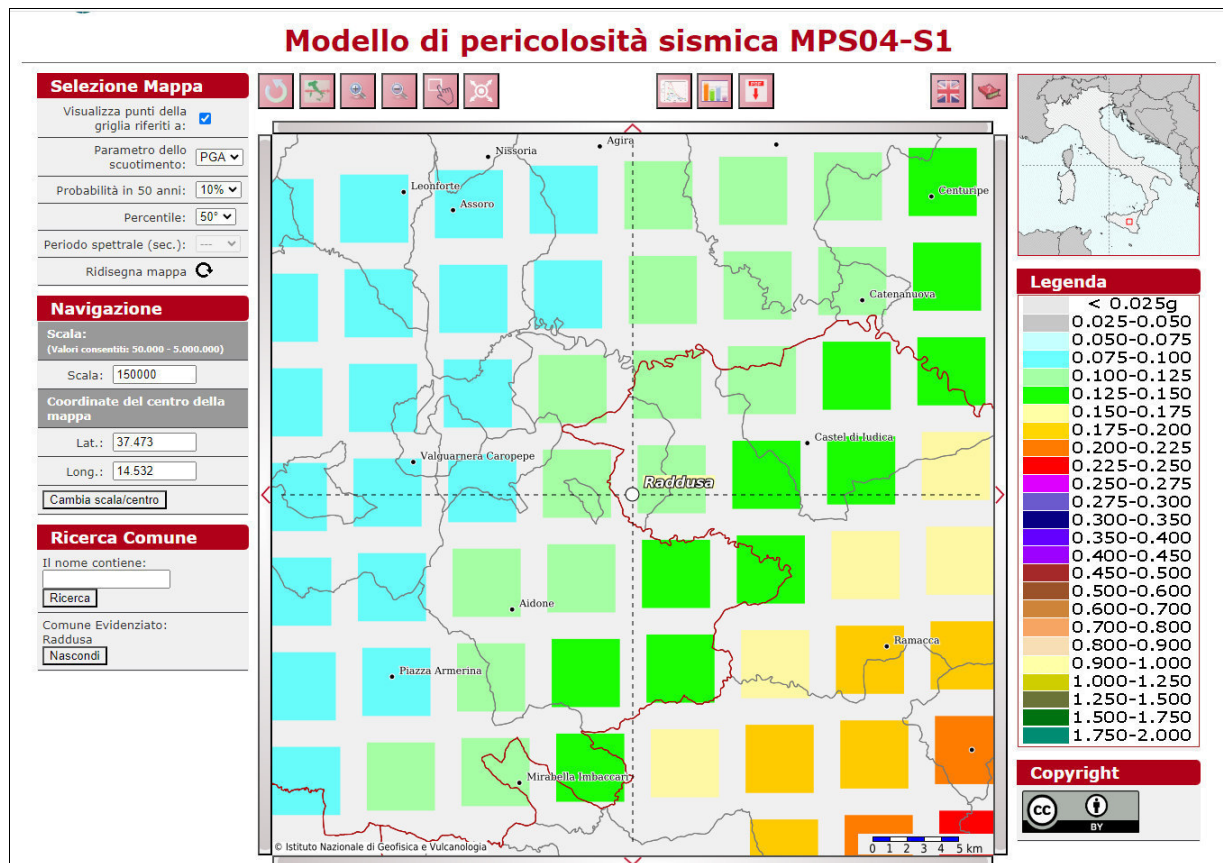 Modello di pericolosità sismica MPS04-S1
Selezione Mappa
Visualizza punti della
griglia riferiti a:
Parametro dello
scuotimento:
PGA
Probabilità in 50 anni:
10%
Percentile:
50°
Periodo spettrale (sec.):
---
Ridisegna mappa
Navigazione
Scala:
(Valori consentiti: 50.000 - 5.000.000)
Scala:
150000
Coordinate del centro della
mappa
Lat.:
37.473
Long.:
14.532
Cambia scala/centro
Ricerca Comune
Il nome contiene:
Ricerca
Comune Evidenziato:
Raddusa
Nascondi
Agira
Nissoria
Leonforte
Assoro
Centuripe
Catenanuova
Castel di Iudica
Valguarnera Caropepe
Raddusa
Aidone
Ramacca
Piazza Armerina
Mirabella Imbaccari
© Istituto Nazionale di Geofisica e Vulcanologia
0 1 2 3 4 5 km
Legenda
< 0.025g
0.025-0.050
0.050-0.075
0.075-0.100
0.100-0.125
0.125-0.150
0.150-0.175
0.175-0.200
0.200-0.225
0.225-0.250
0.250-0.275
0.275-0.300
0.300-0.350
0.350-0.400
0.400-0.450
0.450-0.500
0.500-0.600
0.600-0.700
0.700-0.800
0.800-0.900
0.900-1.000
1.000-1.250
1.250-1.500
1.500-1.750
1.750-2.000
Copyright
cc
BY